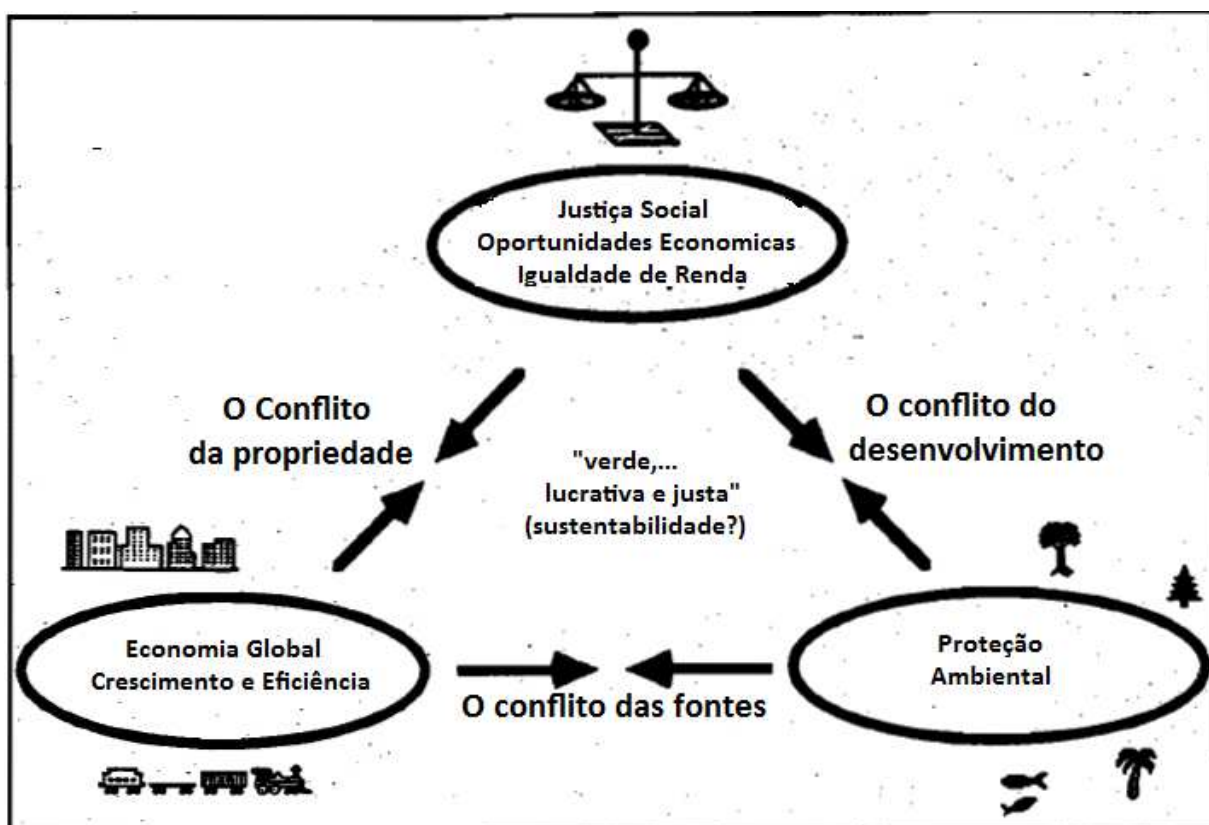 Justiça Social
Oportunidades Economicas
Igualdade de Renda
O Conflito
da propriedade
O conflito do
desenvolvimento
"verde,...
lucrativa e justa"
(sustentabilidade?)
Economia Global
Crescimento e Eficiência
Proteção
Ambiental
O conflito das fontes